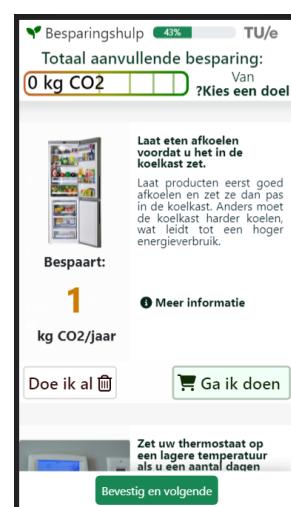 Besparingshulp 43% TU/e
Totaal aanvullende besparing:
0 kg CO2
Van
?Kies een doel
Laat eten afkoelen
voordat u het in de
koelkast zet.
Laat producten eerst goed
afkoelen en zet ze dan pas
in de koelkast. Anders moet
de koelkast harder koelen,
wat leidt tot een hoger
energieverbruik.
Bespaart:
1
kg CO2/jaar
Meer informatie
Doe ik al
Ga ik doen
Zet uw thermostaat op
een lagere temperatuur
als u een aantal dagen
Bevestig en volgende